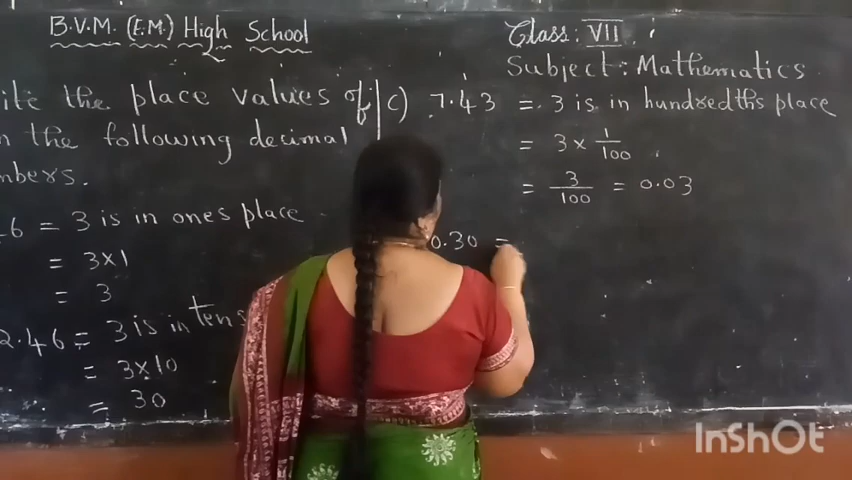 B.V.M. (E.M.) High School
Class: VII
Subject: Mathematics
the place values of
the following decimal
6 = 3 is in ones place
= 3×1
= 3
2.46 = 3 is in tens
= 3×10
= 30
c) 7.43 = 3 is in hundredths place
= 3 × 1/100
= 3/100 = 0.03
0.30 =
InShOt